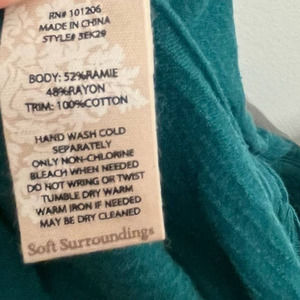 RN# 101206
MADE IN CHINA
STYLE# 3EK29
BODY: 52%RAMIE
48%RAYON
TRIM: 100%COTTON
HAND WASH COLD
SEPARATELY
ONLY NON-CHLORINE
BLEACH WHEN NEEDED
DO NOT WRING OR TWIST
TUMBLE DRY WARM
WARM IRON IF NEEDED
MAY BE DRY CLEANED
Soft Surroundings